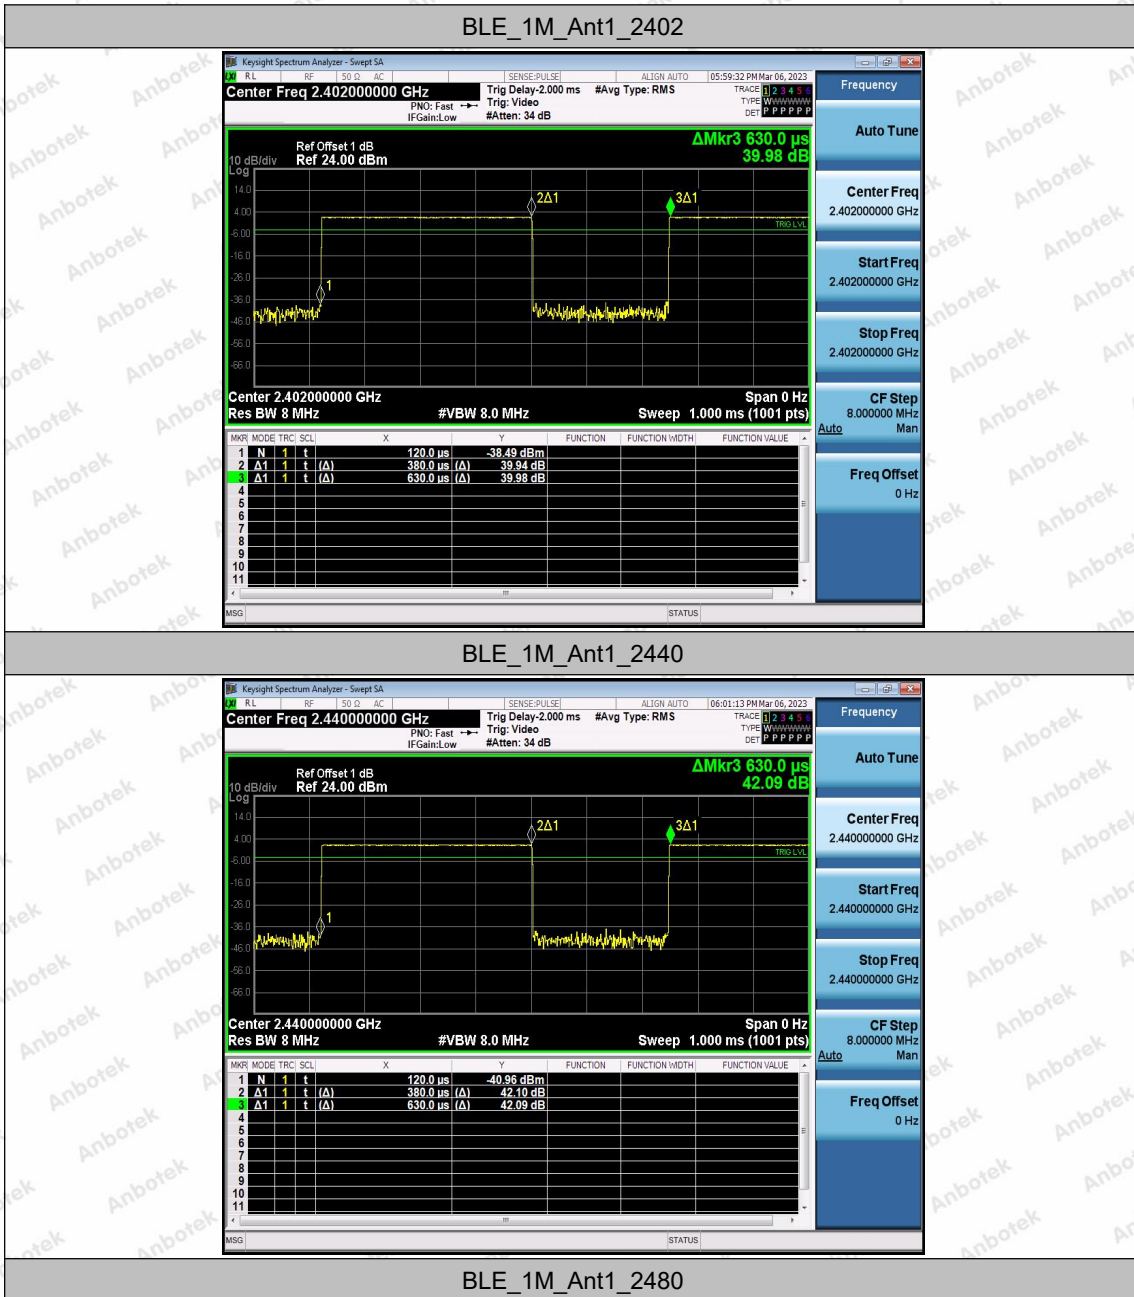 BLE_1M_Ant1_2402
Keysight Spectrum Analyzer - Swept SA
LXI RL RF 50 Ω AC SENSE:PULSE ALIGN AUTO 05:59:32 PM Mar 06, 2023
Center Freq 2.402000000 GHz Trig Delay-2.000 ms #Avg Type: RMS TRACE 1 2 3 4 5 6
PNO: Fast Trig: Video TYPE WWWWWW
IFGain:Low #Atten: 34 dB DET P P P P P P
ΔMkr3 630.0 µs
39.98 dB
Ref Offset 1 dB
10 dB/div Ref 24.00 dBm
Log
14.0
4.00
-6.00
-16.0
-26.0
-36.0
-46.0
-56.0
-66.0
2Δ1
3Δ1
TRIG LVL
1
Center 2.402000000 GHz Span 0 Hz
Res BW 8 MHz #VBW 8.0 MHz Sweep 1.000 ms (1001 pts)
MKR MODE TRC SCL X Y FUNCTION FUNCTION WIDTH FUNCTION VALUE
1 N 1 t 120.0 µs -38.49 dBm
2 Δ1 1 t (Δ) 380.0 µs (Δ) 39.94 dB
3 Δ1 1 t (Δ) 630.0 µs (Δ) 39.98 dB
4
5
6
7
8
9
10
11
MSG STATUS
Frequency
Auto Tune
Center Freq
2.402000000 GHz
Start Freq
2.402000000 GHz
Stop Freq
2.402000000 GHz
CF Step
8.000000 MHz
Auto Man
Freq Offset
0 Hz
BLE_1M_Ant1_2440
Keysight Spectrum Analyzer - Swept SA
LXI RL RF 50 Ω AC SENSE:PULSE ALIGN AUTO 06:01:13 PM Mar 06, 2023
Center Freq 2.440000000 GHz Trig Delay-2.000 ms #Avg Type: RMS TRACE 1 2 3 4 5 6
PNO: Fast Trig: Video TYPE WWWWWW
IFGain:Low #Atten: 34 dB DET P P P P P P
ΔMkr3 630.0 µs
42.09 dB
Ref Offset 1 dB
10 dB/div Ref 24.00 dBm
Log
14.0
4.00
-6.00
-16.0
-26.0
-36.0
-46.0
-56.0
-66.0
2Δ1
3Δ1
TRIG LVL
1
Center 2.440000000 GHz Span 0 Hz
Res BW 8 MHz #VBW 8.0 MHz Sweep 1.000 ms (1001 pts)
MKR MODE TRC SCL X Y FUNCTION FUNCTION WIDTH FUNCTION VALUE
1 N 1 t 120.0 µs -40.96 dBm
2 Δ1 1 t (Δ) 380.0 µs (Δ) 42.10 dB
3 Δ1 1 t (Δ) 630.0 µs (Δ) 42.09 dB
4
5
6
7
8
9
10
11
MSG STATUS
Frequency
Auto Tune
Center Freq
2.440000000 GHz
Start Freq
2.440000000 GHz
Stop Freq
2.440000000 GHz
CF Step
8.000000 MHz
Auto Man
Freq Offset
0 Hz
BLE_1M_Ant1_2480
Anbotek